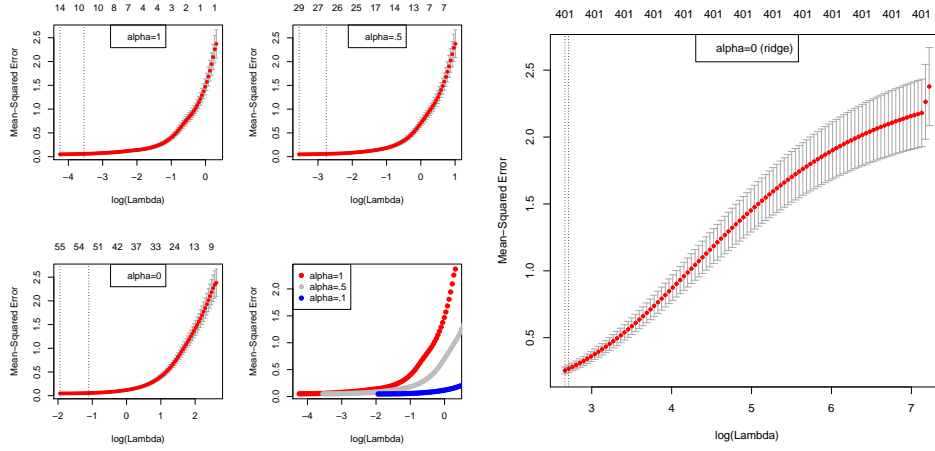 14 10 10 8 7 5 4 3 2 1 1
alpha=1
Mean−Squared Error
0.0 0.5 1.0 1.5 2.0 2.5
−4 −3 −2 −1 0
log(Lambda)
29 27 26 25 17 14 13 7 7
alpha=.5
Mean−Squared Error
0.0 0.5 1.0 1.5 2.0 2.5
−3 −2 −1 0 1
log(Lambda)
55 54 51 42 37 33 24 13 9
alpha=0
Mean−Squared Error
0.0 0.5 1.0 1.5 2.0 2.5
−2 −1 0 1 2
log(Lambda)
alpha=1
alpha=.5
alpha=.1
Mean−Squared Error
0.0 0.5 1.0 1.5 2.0
−4 −3 −2 −1 0
log(Lambda)
401 401 401 401 401 401 401 401 401 401 401
alpha=0 (ridge)
Mean−Squared Error
0.5 1.0 1.5 2.0 2.5
3 4 5 6 7
log(Lambda)